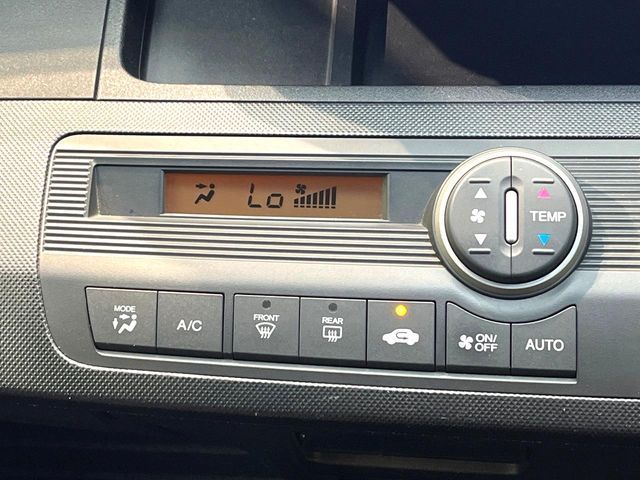 Lo
TEMP
MODE
A/C
FRONT
REAR
ON/
OFF
AUTO